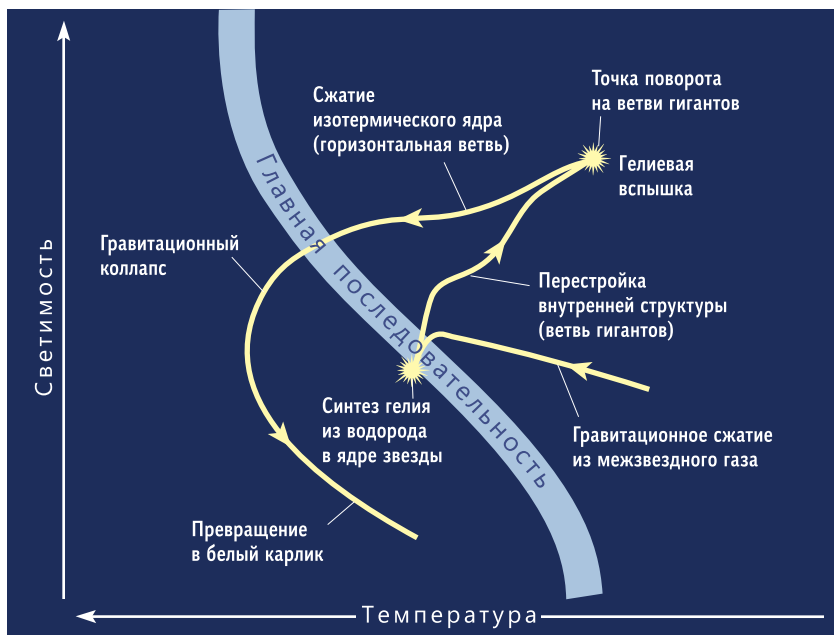 Точка поворота
на ветви гигантов
Сжатие
изотермического ядра
(горизонтальная ветвь)
Гелиевая
вспышка
Главная последовательность
Гравитационный
коллапс
Светимость
Перестройка
внутренней структуры
(ветвь гигантов)
Синтез гелия
из водорода
в ядре звезды
Гравитационное сжатие
из межзвездного газа
Превращение
в белый карлик
Температура